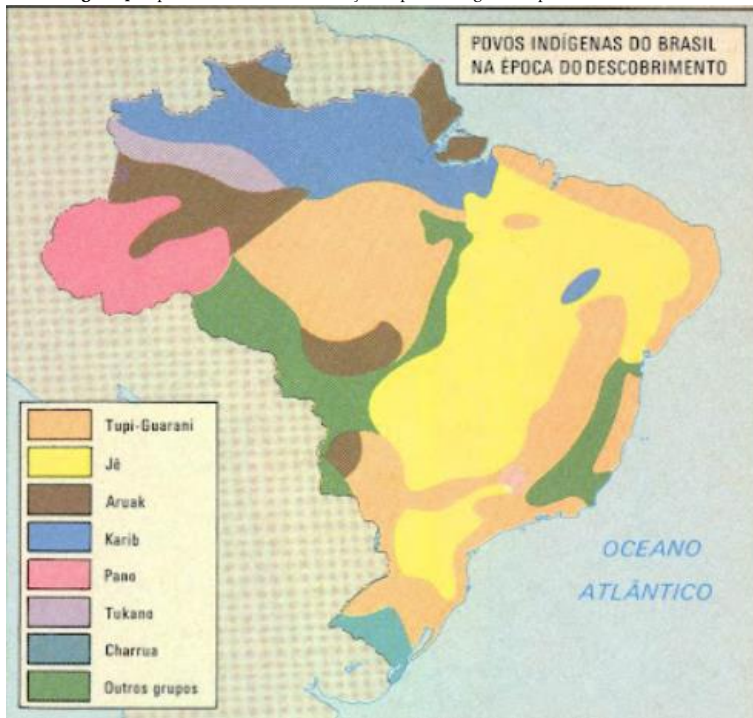 POVOS INDÍGENAS DO BRASIL
NA ÉPOCA DO DESCOBRIMENTO
Tupi-Guarani
Jê
Aruak
Karib
Pano
Tukano
Charrua
Outros grupos
OCEANO
ATLÂNTICO